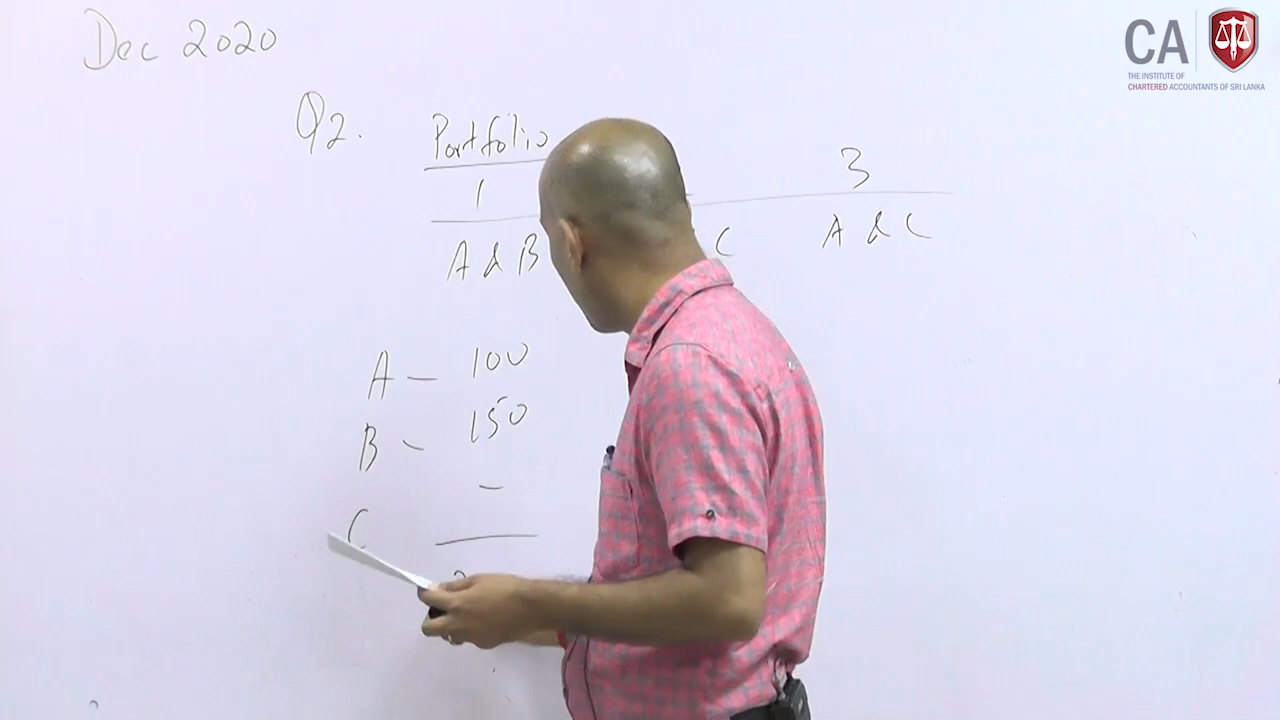 Dec 2020
CA
THE INSTITUTE OF
CHARTERED ACCOUNTANTS OF SRI LANKA
Q2.
Portfolio
1 3
A & B C A & C
A – 100
B – 150
C –